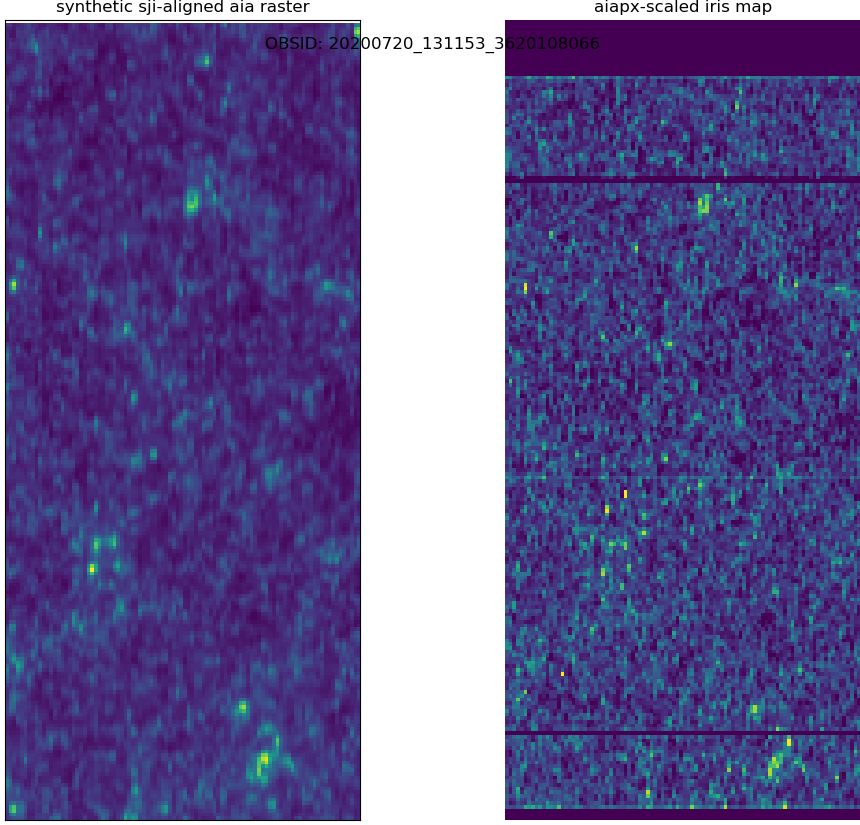 synthetic sji-aligned aia raster
aiapx-scaled iris map
OBSID: 20200720_131153_3620108066